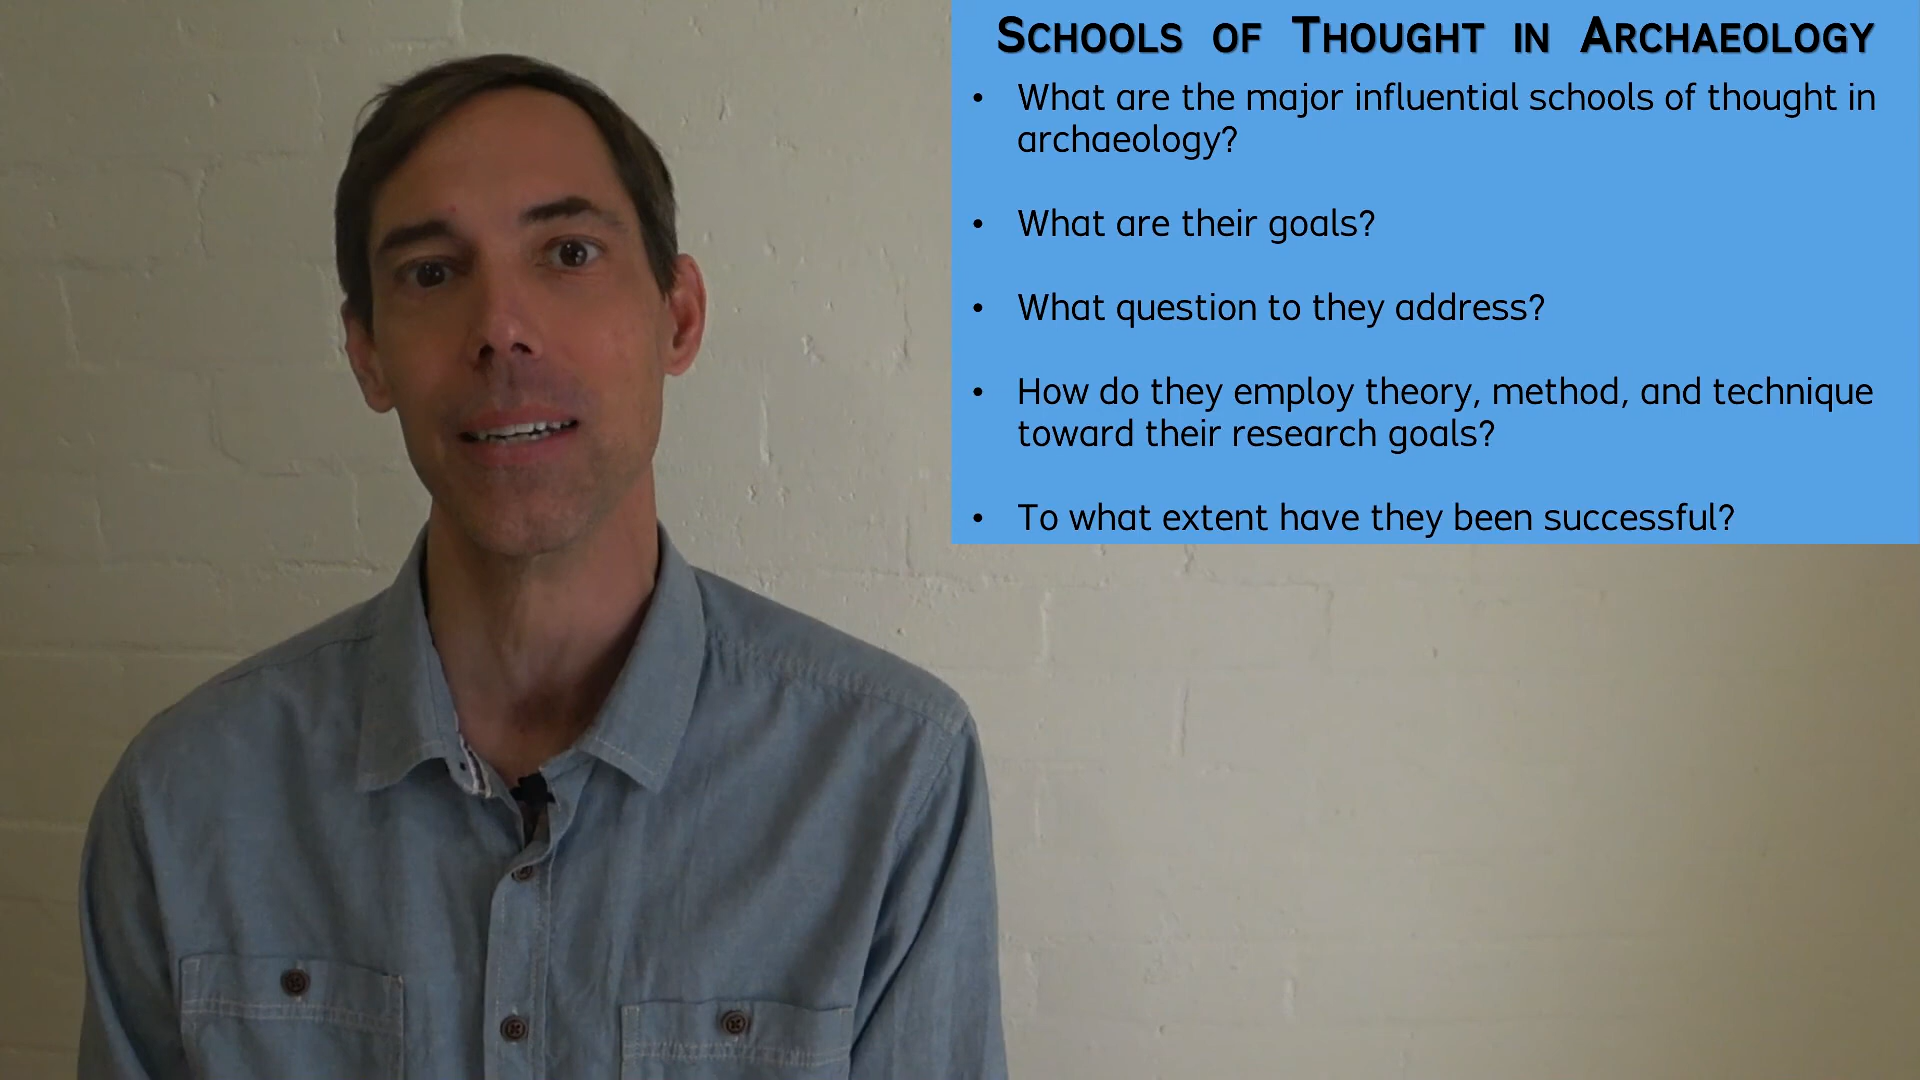 Schools of Thought in Archaeology
• What are the major influential schools of thought in
archaeology?
• What are their goals?
• What question to they address?
• How do they employ theory, method, and technique
toward their research goals?
• To what extent have they been successful?